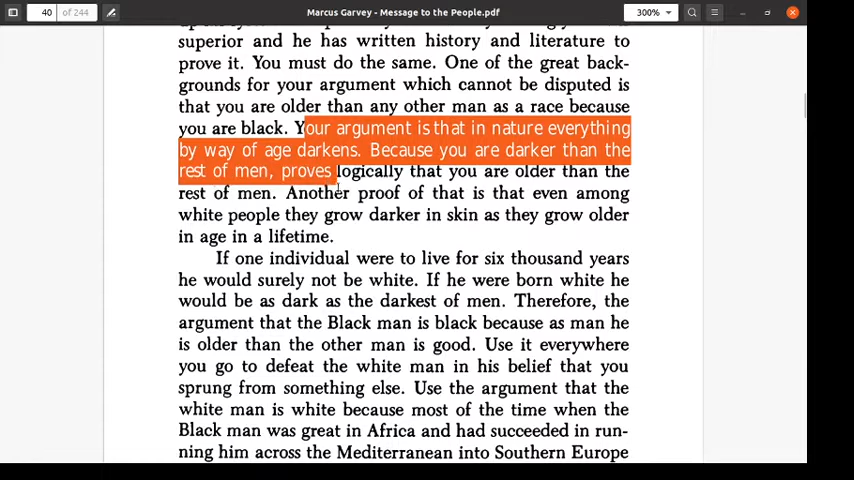 40 of 244
Marcus Garvey - Message to the People.pdf
300%
superior and he has written history and literature to
prove it. You must do the same. One of the great back-
grounds for your argument which cannot be disputed is
that you are older than any other man as a race because
you are black. Your argument is that in nature everything
by way of age darkens. Because you are darker than the
rest of men, proves logically that you are older than the
rest of men. Another proof of that is that even among
white people they grow darker in skin as they grow older
in age in a lifetime.
If one individual were to live for six thousand years
he would surely not be white. If he were born white he
would be as dark as the darkest of men. Therefore, the
argument that the Black man is black because as man he
is older than the other man is good. Use it everywhere
you go to defeat the white man in his belief that you
sprung from something else. Use the argument that the
white man is white because most of the time when the
Black man was great in Africa and had succeeded in run-
ning him across the Mediterranean into Southern Europe